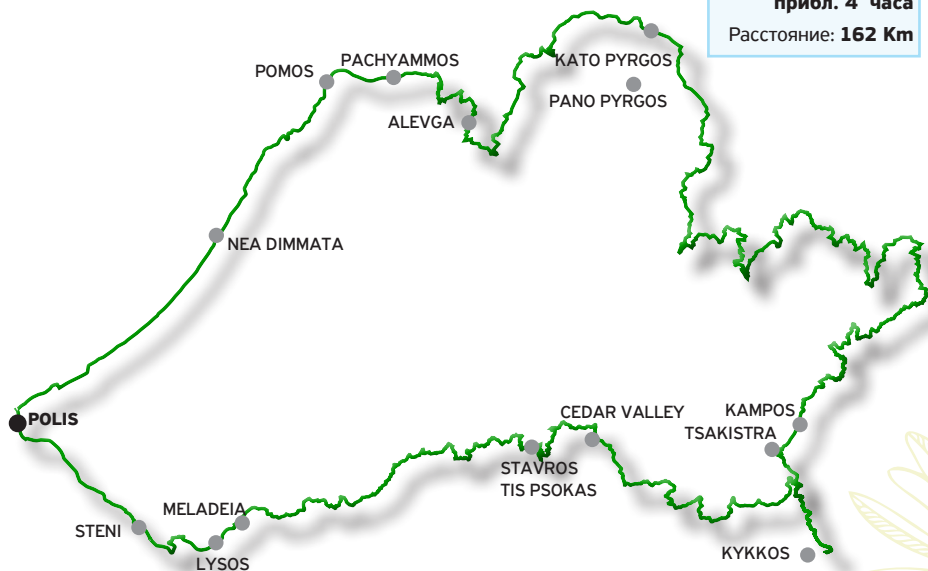 прибл. 4 часа
Расстояние: 162 Km
POMOS
PACHYAMMOS
KATO PYRGOS
PANO PYRGOS
ALEVGA
NEA DIMMATA
POLIS
CEDAR VALLEY
KAMPOS
TSAKISTRA
STAVROS
TIS PSOKAS
MELADEIA
STENI
LYSOS
KYKKOS